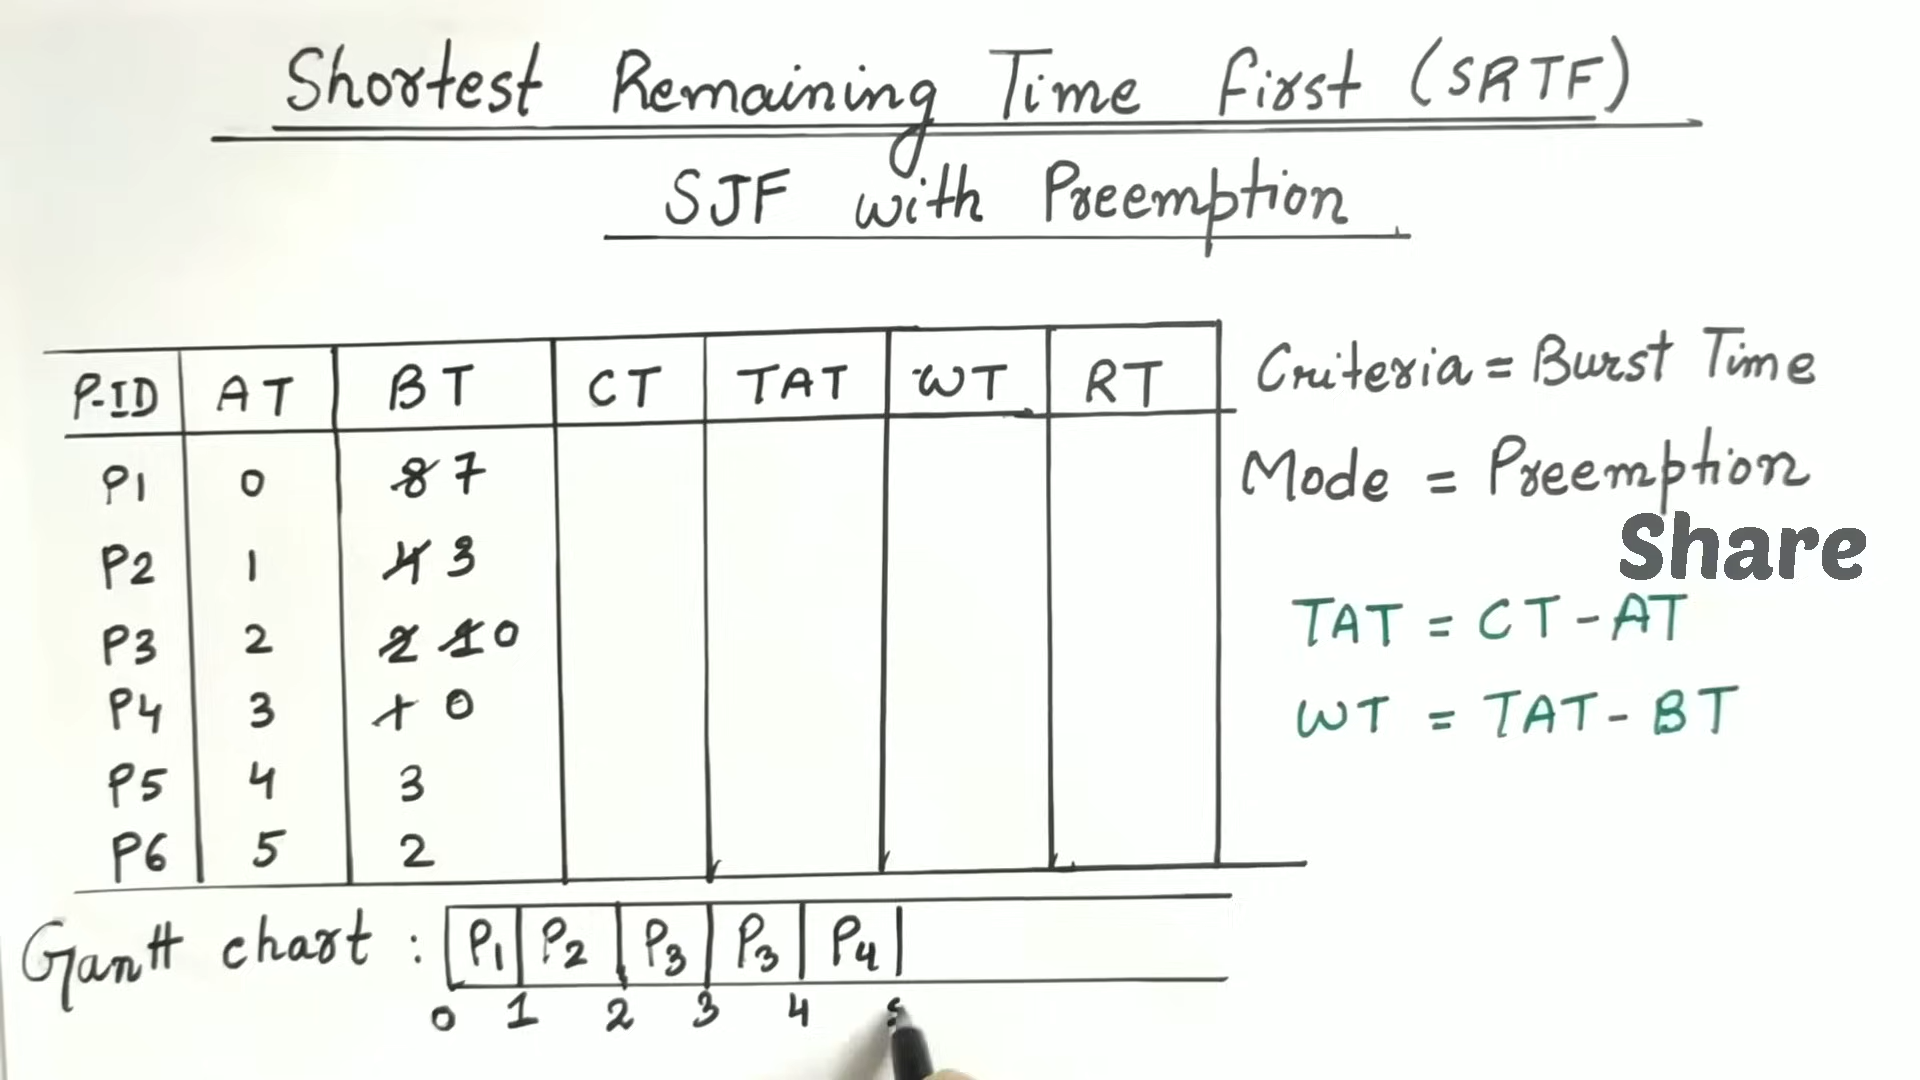 Shortest Remaining Time first (SRTF)
SJF with Preemption
P-ID AT BT CT TAT WT RT
P1 0 8 7
P2 1 4 3
P3 2 2 1 0
P4 3 1 0
P5 4 3
P6 5 2
Criteria = Burst Time
Mode = Preemption
Share
TAT = CT - AT
WT = TAT - BT
Gantt chart : P1 P2 P3 P3 P4
0 1 2 3 4